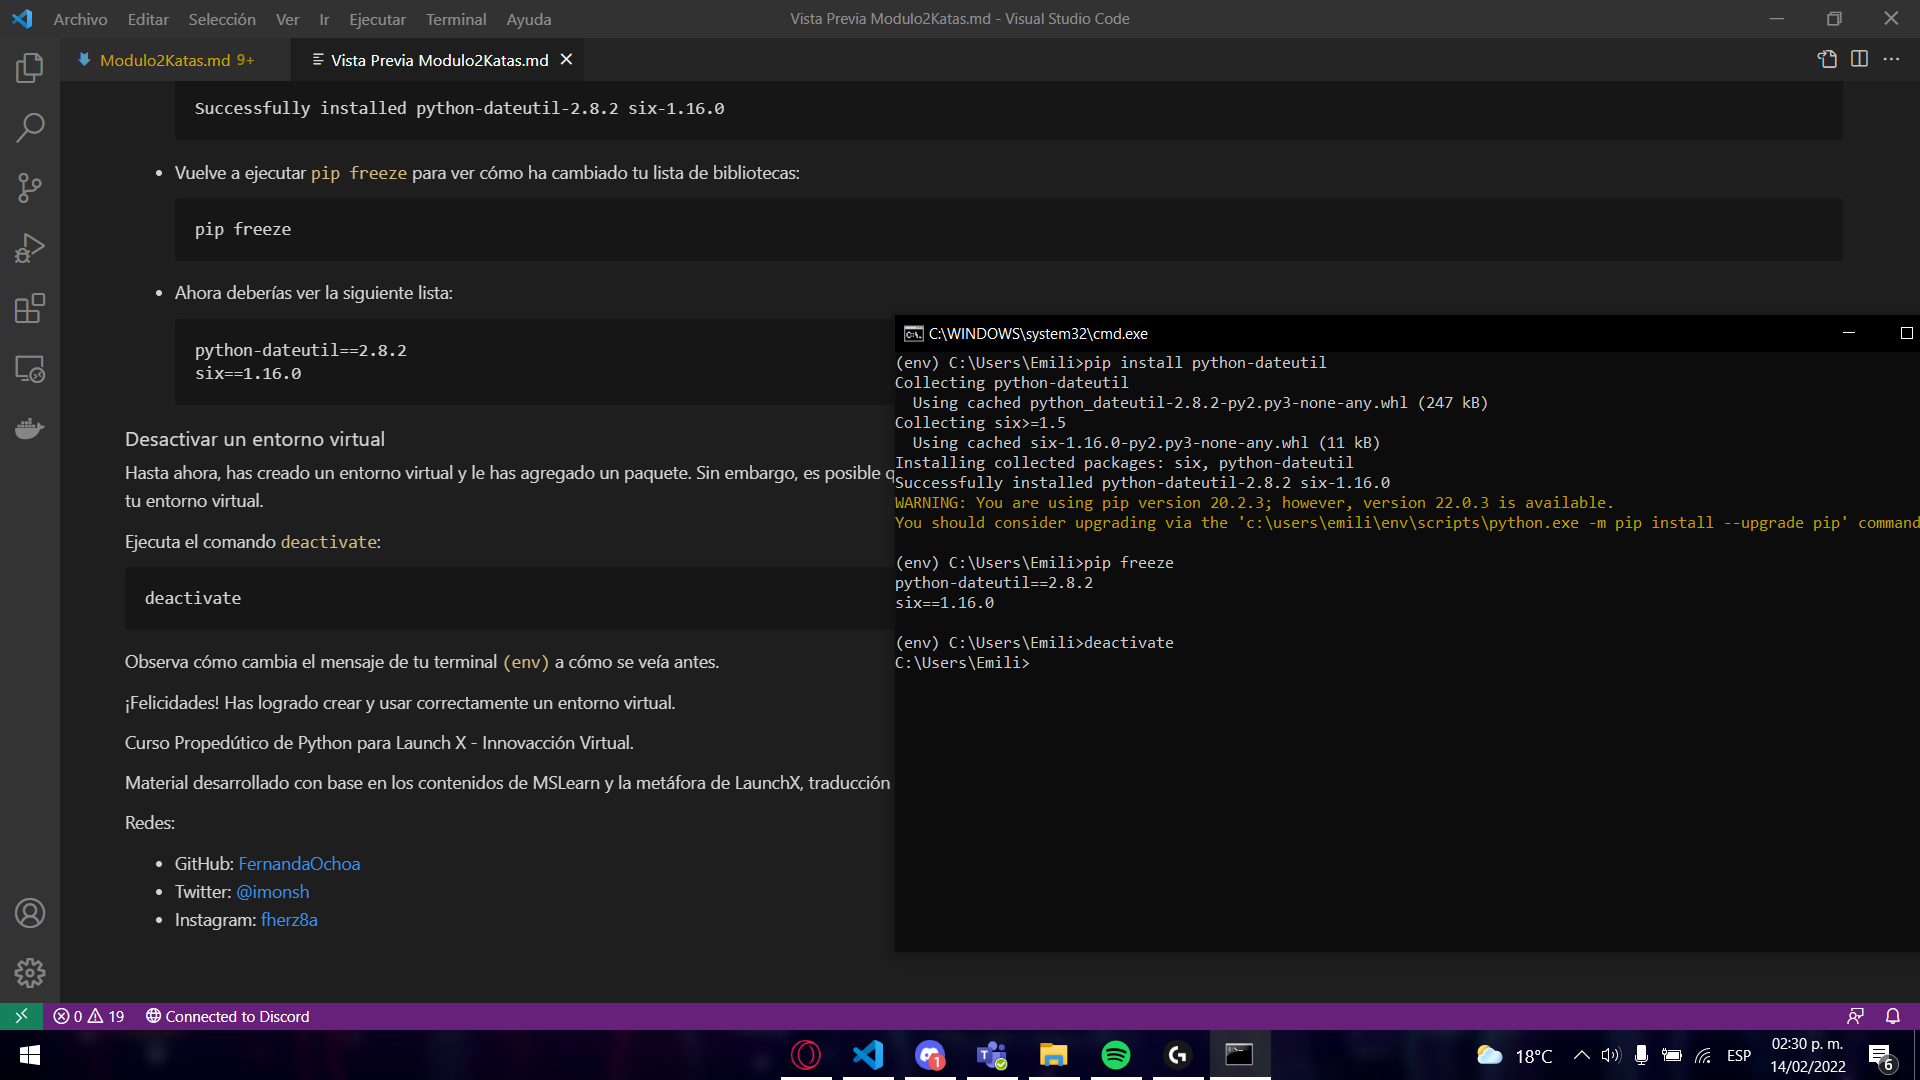 Archivo Editar Selección Ver Ir Ejecutar Terminal Ayuda
Vista Previa Modulo2Katas.md - Visual Studio Code
Modulo2Katas.md 9+
Vista Previa Modulo2Katas.md
Successfully installed python-dateutil-2.8.2 six-1.16.0
Vuelve a ejecutar pip freeze para ver cómo ha cambiado tu lista de bibliotecas:
pip freeze
Ahora deberías ver la siguiente lista:
python-dateutil==2.8.2
six==1.16.0
Desactivar un entorno virtual
Hasta ahora, has creado un entorno virtual y le has agregado un paquete. Sin embargo, es posible q
tu entorno virtual.
Ejecuta el comando deactivate:
deactivate
Observa cómo cambia el mensaje de tu terminal (env) a cómo se veía antes.
¡Felicidades! Has logrado crear y usar correctamente un entorno virtual.
Curso Propedútico de Python para Launch X - Innovacción Virtual.
Material desarrollado con base en los contenidos de MSLearn y la metáfora de LaunchX, traducción
Redes:
GitHub: FernandaOchoa
Twitter: @imonsh
Instagram: fherz8a
C:\WINDOWS\system32\cmd.exe
(env) C:\Users\Emili>pip install python-dateutil
Collecting python-dateutil
Using cached python_dateutil-2.8.2-py2.py3-none-any.whl (247 kB)
Collecting six>=1.5
Using cached six-1.16.0-py2.py3-none-any.whl (11 kB)
Installing collected packages: six, python-dateutil
Successfully installed python-dateutil-2.8.2 six-1.16.0
WARNING: You are using pip version 20.2.3; however, version 22.0.3 is available.
You should consider upgrading via the 'c:\users\emili\env\scripts\python.exe -m pip install --upgrade pip' command
(env) C:\Users\Emili>pip freeze
python-dateutil==2.8.2
six==1.16.0
(env) C:\Users\Emili>deactivate
C:\Users\Emili>
0 19 Connected to Discord
1
18°C
ESP
02:30 p. m.
14/02/2022
6